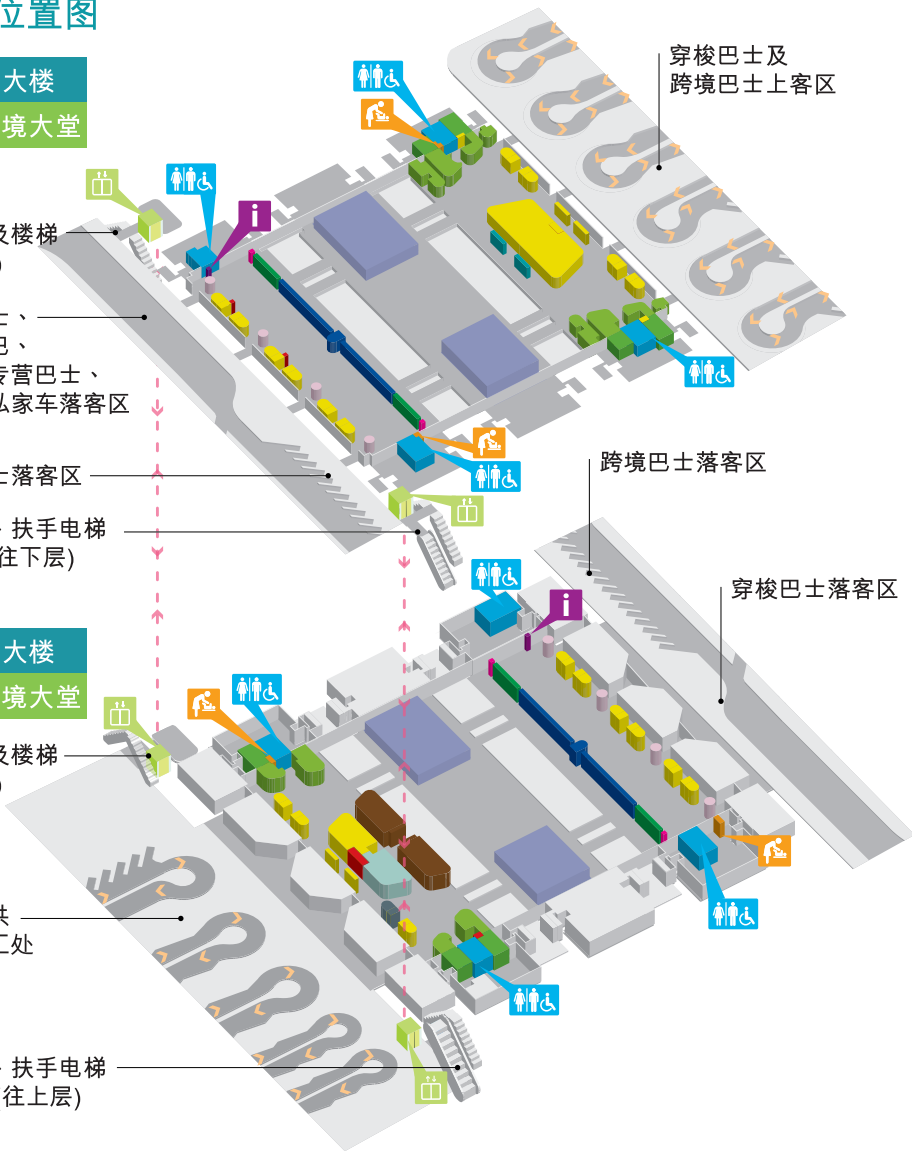 位置图
大楼
境大堂
穿梭巴士及
跨境巴士上客区
及楼梯
)
士、
巴、
专营巴士、
私家车落客区
士落客区
、扶手电梯
往下层)
i
跨境巴士落客区
穿梭巴士落客区
i
大楼
境大堂
及楼梯
)
共
工处
、扶手电梯
往上层)